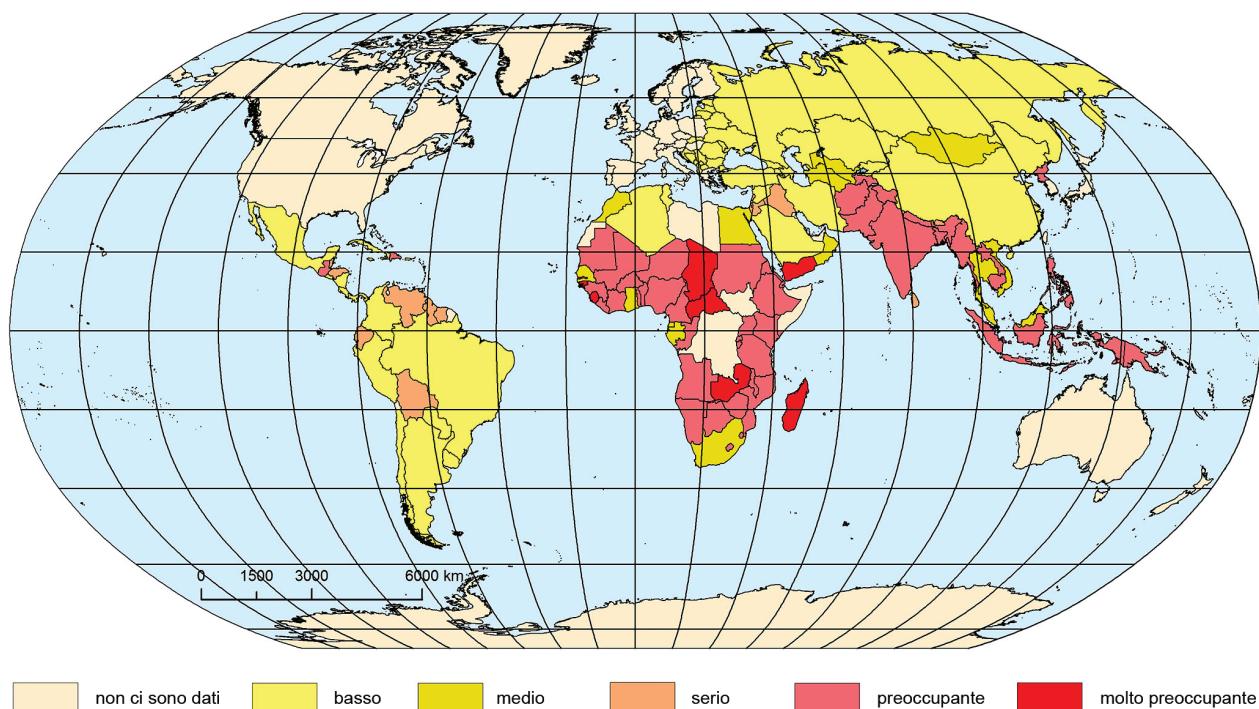 0 1500 3000 6000 km
non ci sono dati basso medio serio preoccupante molto preoccupante